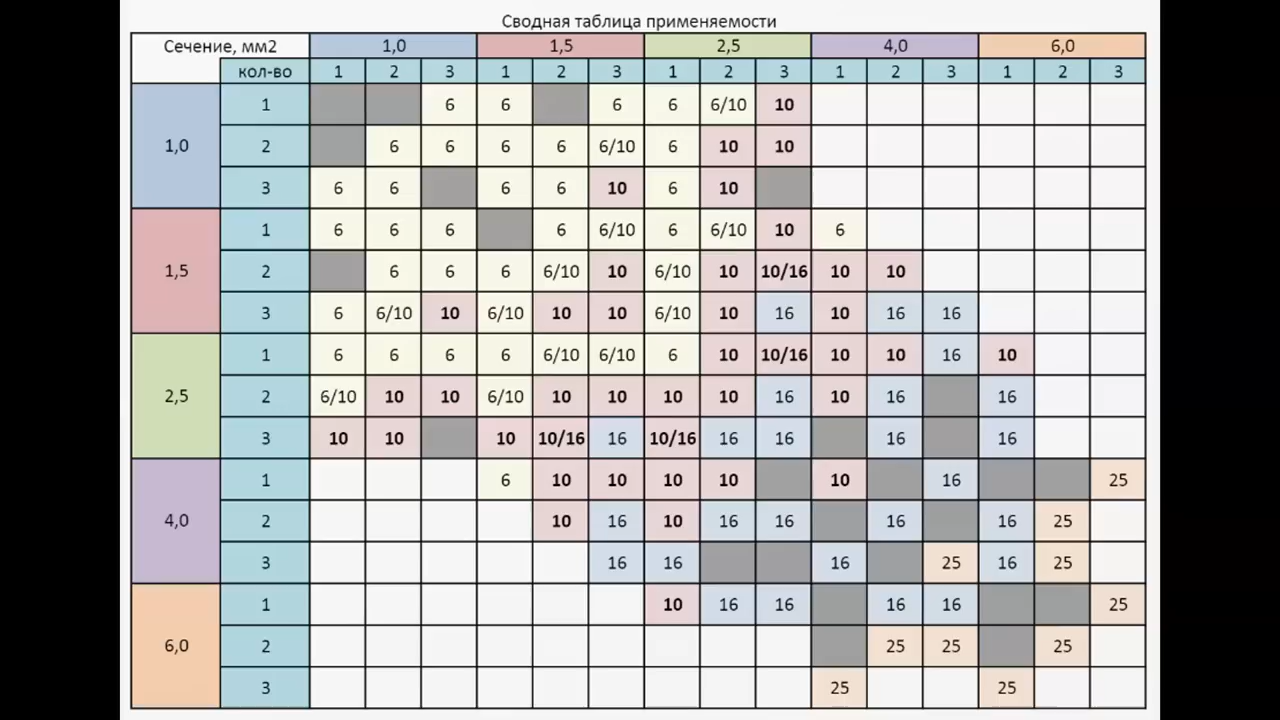 Сводная таблица применяемости
Сечение, мм2 1,0 1,5 2,5 4,0 6,0
кол-во 1 2 3 1 2 3 1 2 3 1 2 3 1 2 3
1,0
1 6 6 6 6 6/10 10
2 6 6 6 6 6/10 6 10 10
3 6 6 6 6 10 6 10
1,5
1 6 6 6 6 6/10 6 6/10 10 6
2 6 6 6 6/10 10 6/10 10 10/16 10 10
3 6 6/10 10 6/10 10 10 6/10 10 16 10 16 16
2,5
1 6 6 6 6 6/10 6/10 6 10 10/16 10 10 16 10
2 6/10 10 10 6/10 10 10 10 10 16 10 16 16
3 10 10 10 10/16 16 10/16 16 16 16 16
4,0
1 6 10 10 10 10 10 16 25
2 10 16 10 16 16 16 16 25
3 16 16 16 25 16 25
6,0
1 10 16 16 16 16 25
2 25 25 25
3 25 25